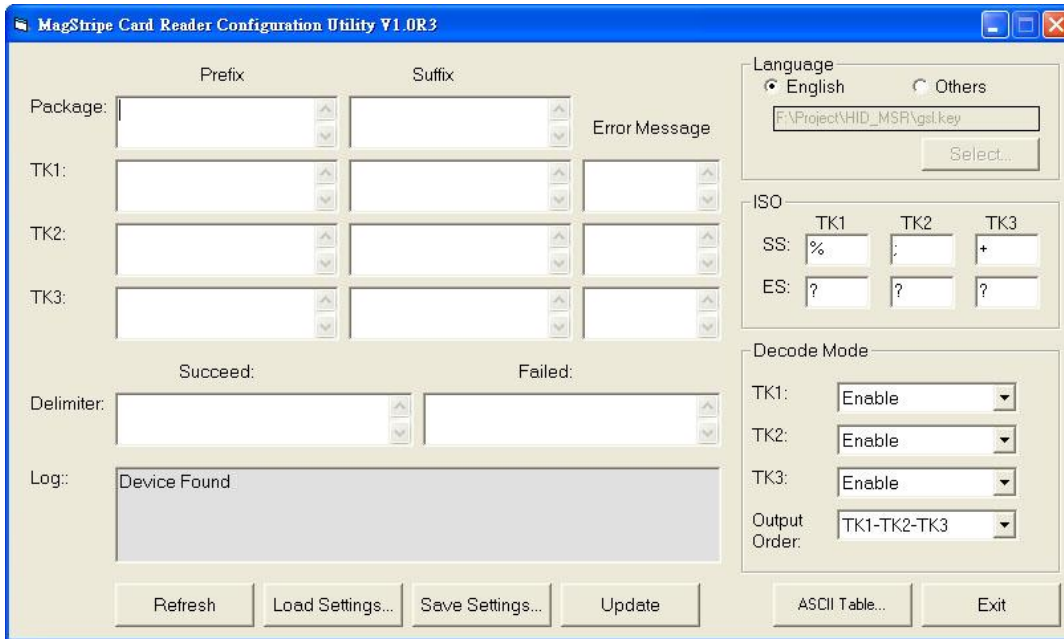 MagStripe Card Reader Configuration Utility V1.0R3
Prefix Suffix
Package:
Error Message
TK1:
TK2:
TK3:
Succeed: Failed:
Delimiter:
Log::
Device Found
Refresh Load Settings... Save Settings... Update
Language
English Others
F:\Project\HID_MSR\gsl.key
Select...
ISO
TK1 TK2 TK3
SS: % ; +
ES: ? ? ?
Decode Mode
TK1: Enable
TK2: Enable
TK3: Enable
Output
Order: TK1-TK2-TK3
ASCII Table... Exit